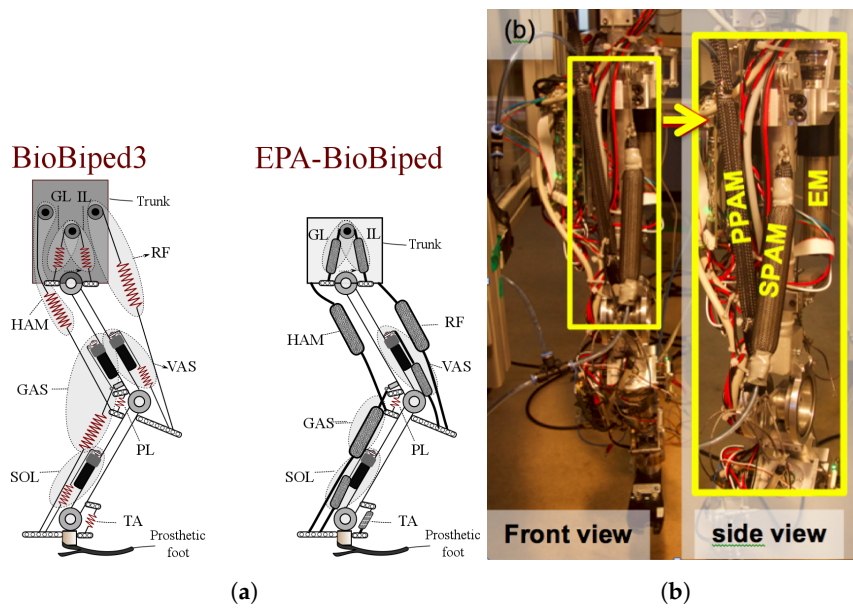 BioBiped3
GL IL
Trunk
RF
HAM
VAS
GAS
PL
SOL
TA
Prosthetic
foot
EPA-BioBiped
GL IL
Trunk
RF
HAM
VAS
GAS
PL
SOL
TA
Prosthetic
foot
(a)
(b)
PPAM
SPAM
EM
Front view
side view
(b)